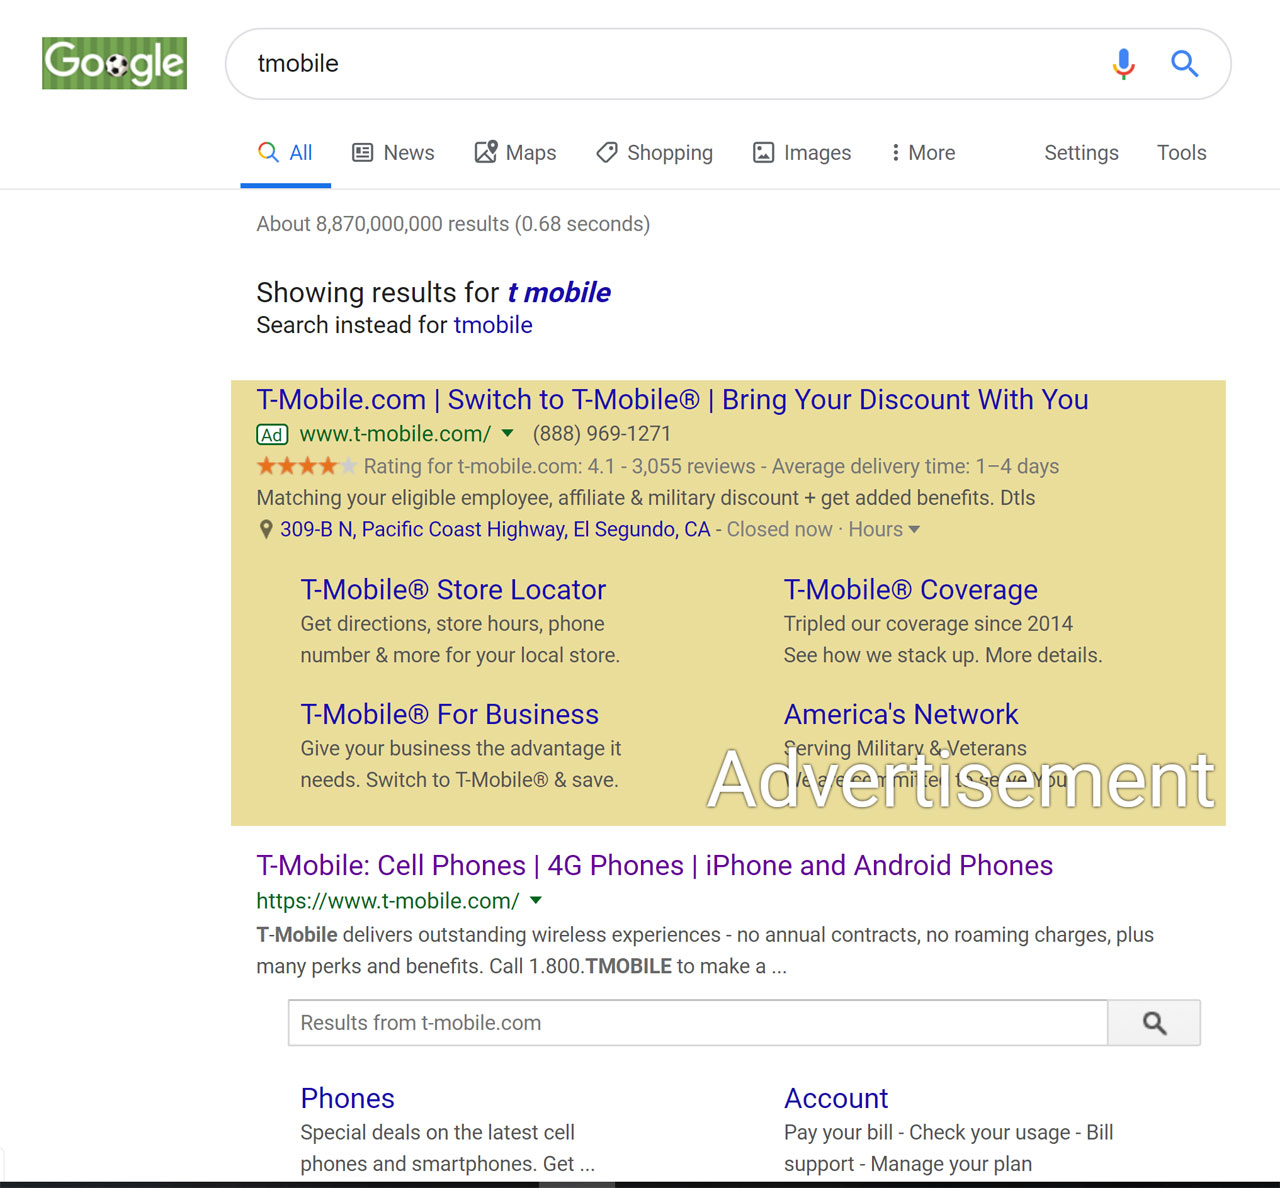 Google
tmobile
All News Maps Shopping Images More Settings Tools
About 8,870,000,000 results (0.68 seconds)
Showing results for t mobile
Search instead for tmobile
T-Mobile.com | Switch to T-Mobile® | Bring Your Discount With You
Ad www.t-mobile.com/ (888) 969-1271
Rating for t-mobile.com: 4.1 - 3,055 reviews - Average delivery time: 1–4 days
Matching your eligible employee, affiliate & military discount + get added benefits. Dtls
309-B N, Pacific Coast Highway, El Segundo, CA - Closed now · Hours
T-Mobile® Store Locator
Get directions, store hours, phone
number & more for your local store.
T-Mobile® Coverage
Tripled our coverage since 2014
See how we stack up. More details.
T-Mobile® For Business
Give your business the advantage it
needs. Switch to T-Mobile® & save.
America's Network
Serving Military & Veterans
We are committed to serve You
Advertisement
T-Mobile: Cell Phones | 4G Phones | iPhone and Android Phones
https://www.t-mobile.com/
T-Mobile delivers outstanding wireless experiences - no annual contracts, no roaming charges, plus
many perks and benefits. Call 1.800.TMOBILE to make a ...
Results from t-mobile.com
Phones
Special deals on the latest cell
phones and smartphones. Get ...
Account
Pay your bill - Check your usage - Bill
support - Manage your plan